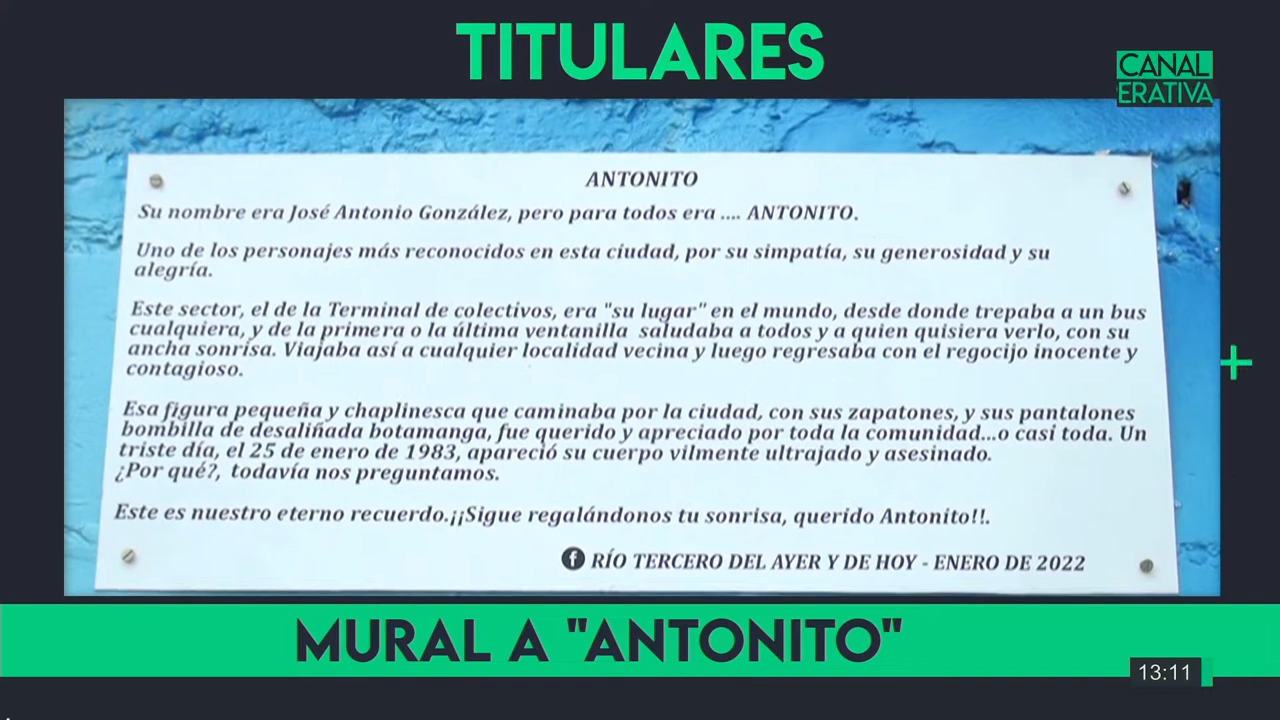 TITULARES
CANAL
ERATIVA
ANTONITO
Su nombre era José Antonio González, pero para todos era .... ANTONITO.
Uno de los personajes más reconocidos en esta ciudad, por su simpatía, su generosidad y su
alegría.
Este sector, el de la Terminal de colectivos, era "su lugar" en el mundo, desde donde trepaba a un bus
cualquiera, y de la primera o la última ventanilla saludaba a todos y a quien quisiera verlo, con su
ancha sonrisa. Viajaba así a cualquier localidad vecina y luego regresaba con el regocijo inocente y
contagioso.
Esa figura pequeña y chaplinesca que caminaba por la ciudad, con sus zapatones, y sus pantalones
bombilla de desaliñada botamanga, fue querido y apreciado por toda la comunidad...o casi toda. Un
triste día, el 25 de enero de 1983, apareció su cuerpo vilmente ultrajado y asesinado.
¿Por qué?, todavía nos preguntamos.
Este es nuestro eterno recuerdo.¡¡Sigue regalándonos tu sonrisa, querido Antonito!!.
f RÍO TERCERO DEL AYER Y DE HOY - ENERO DE 2022
MURAL A "ANTONITO"
13:11